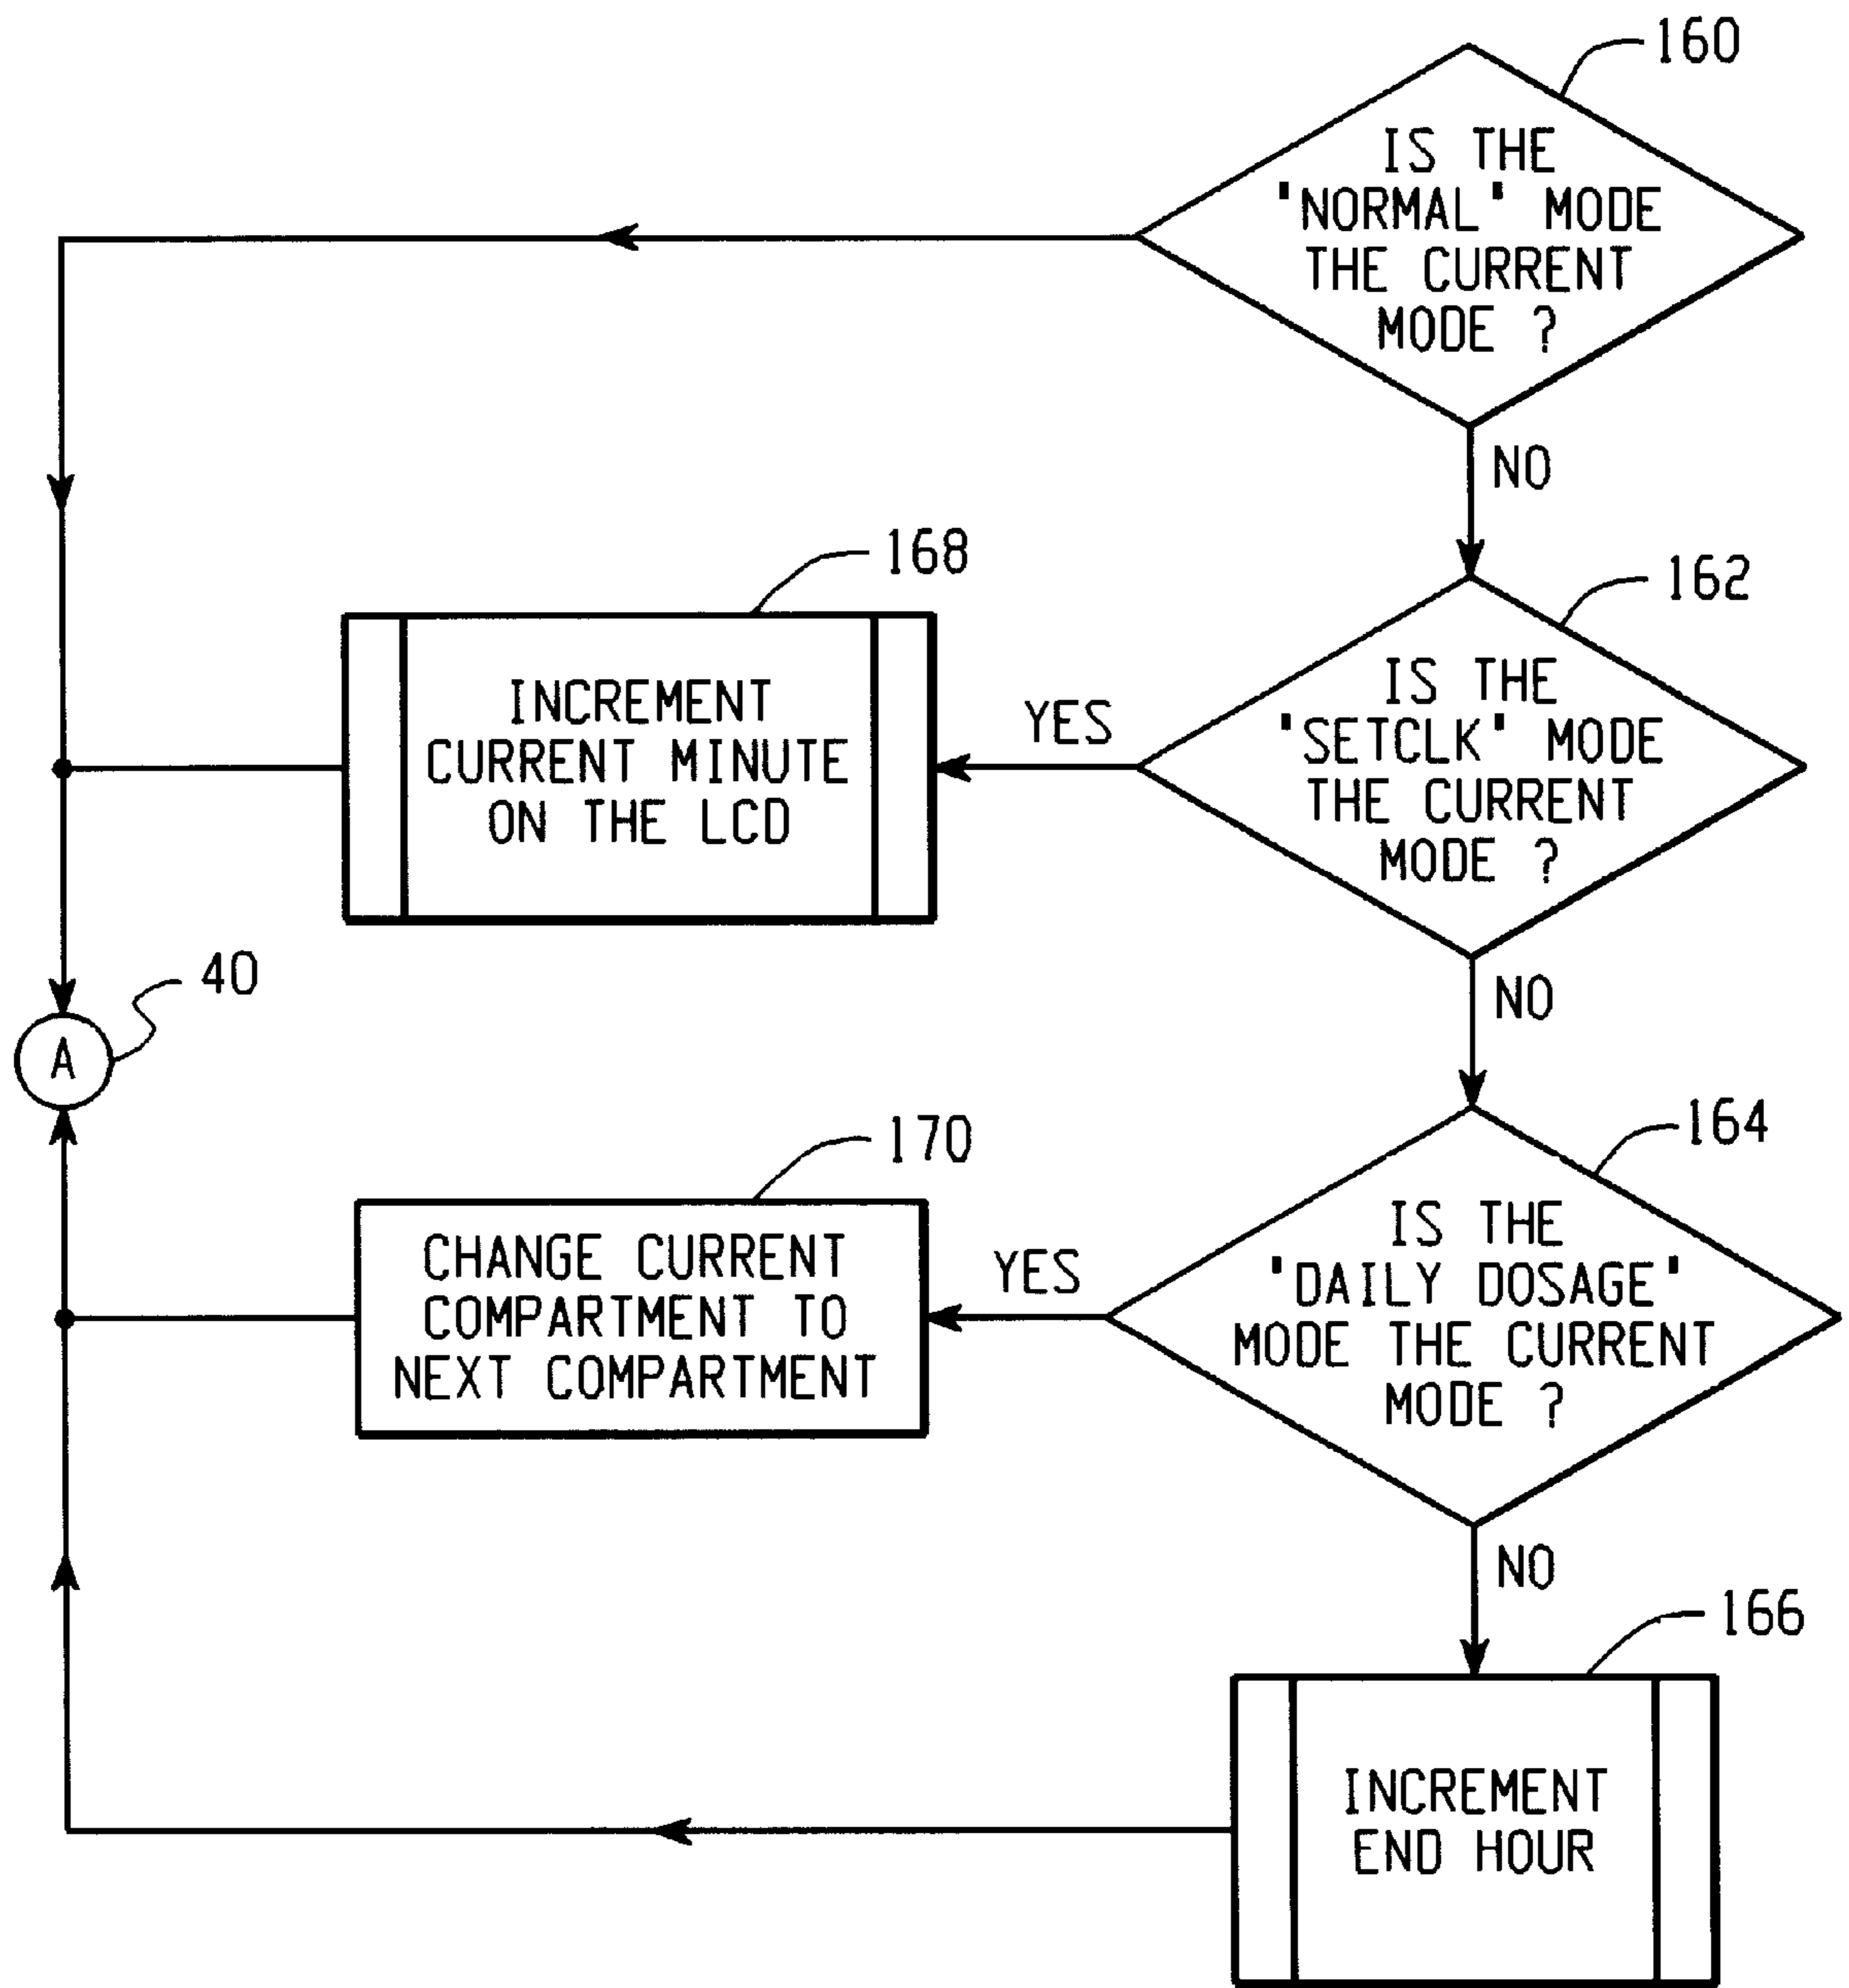 160
IS THE
'NORMAL' MODE
THE CURRENT
MODE ?
NO
168
INCREMENT
CURRENT MINUTE
ON THE LCD
YES
162
IS THE
'SETCLK' MODE
THE CURRENT
MODE ?
NO
40
A
170
CHANGE CURRENT
COMPARTMENT TO
NEXT COMPARTMENT
YES
164
IS THE
'DAILY DOSAGE'
MODE THE CURRENT
MODE ?
NO
166
INCREMENT
END HOUR